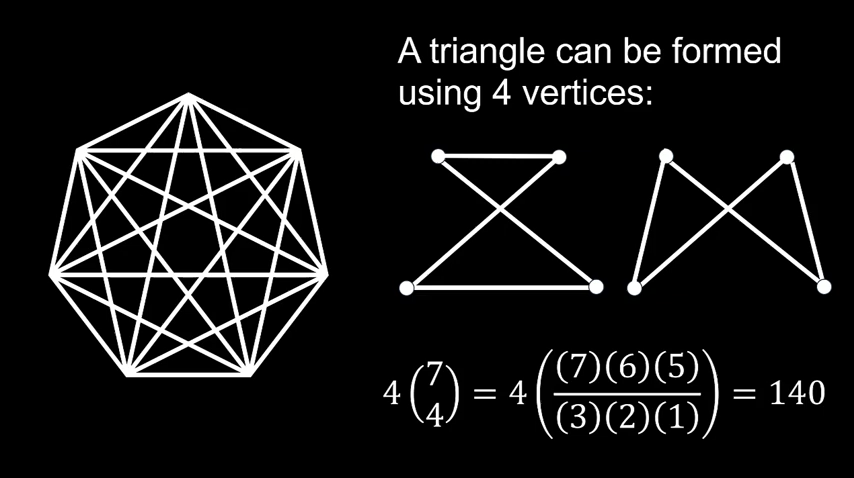 A triangle can be formed
using 4 vertices:
4(7 4) = 4((7)(6)(5)/(3)(2)(1)) = 140